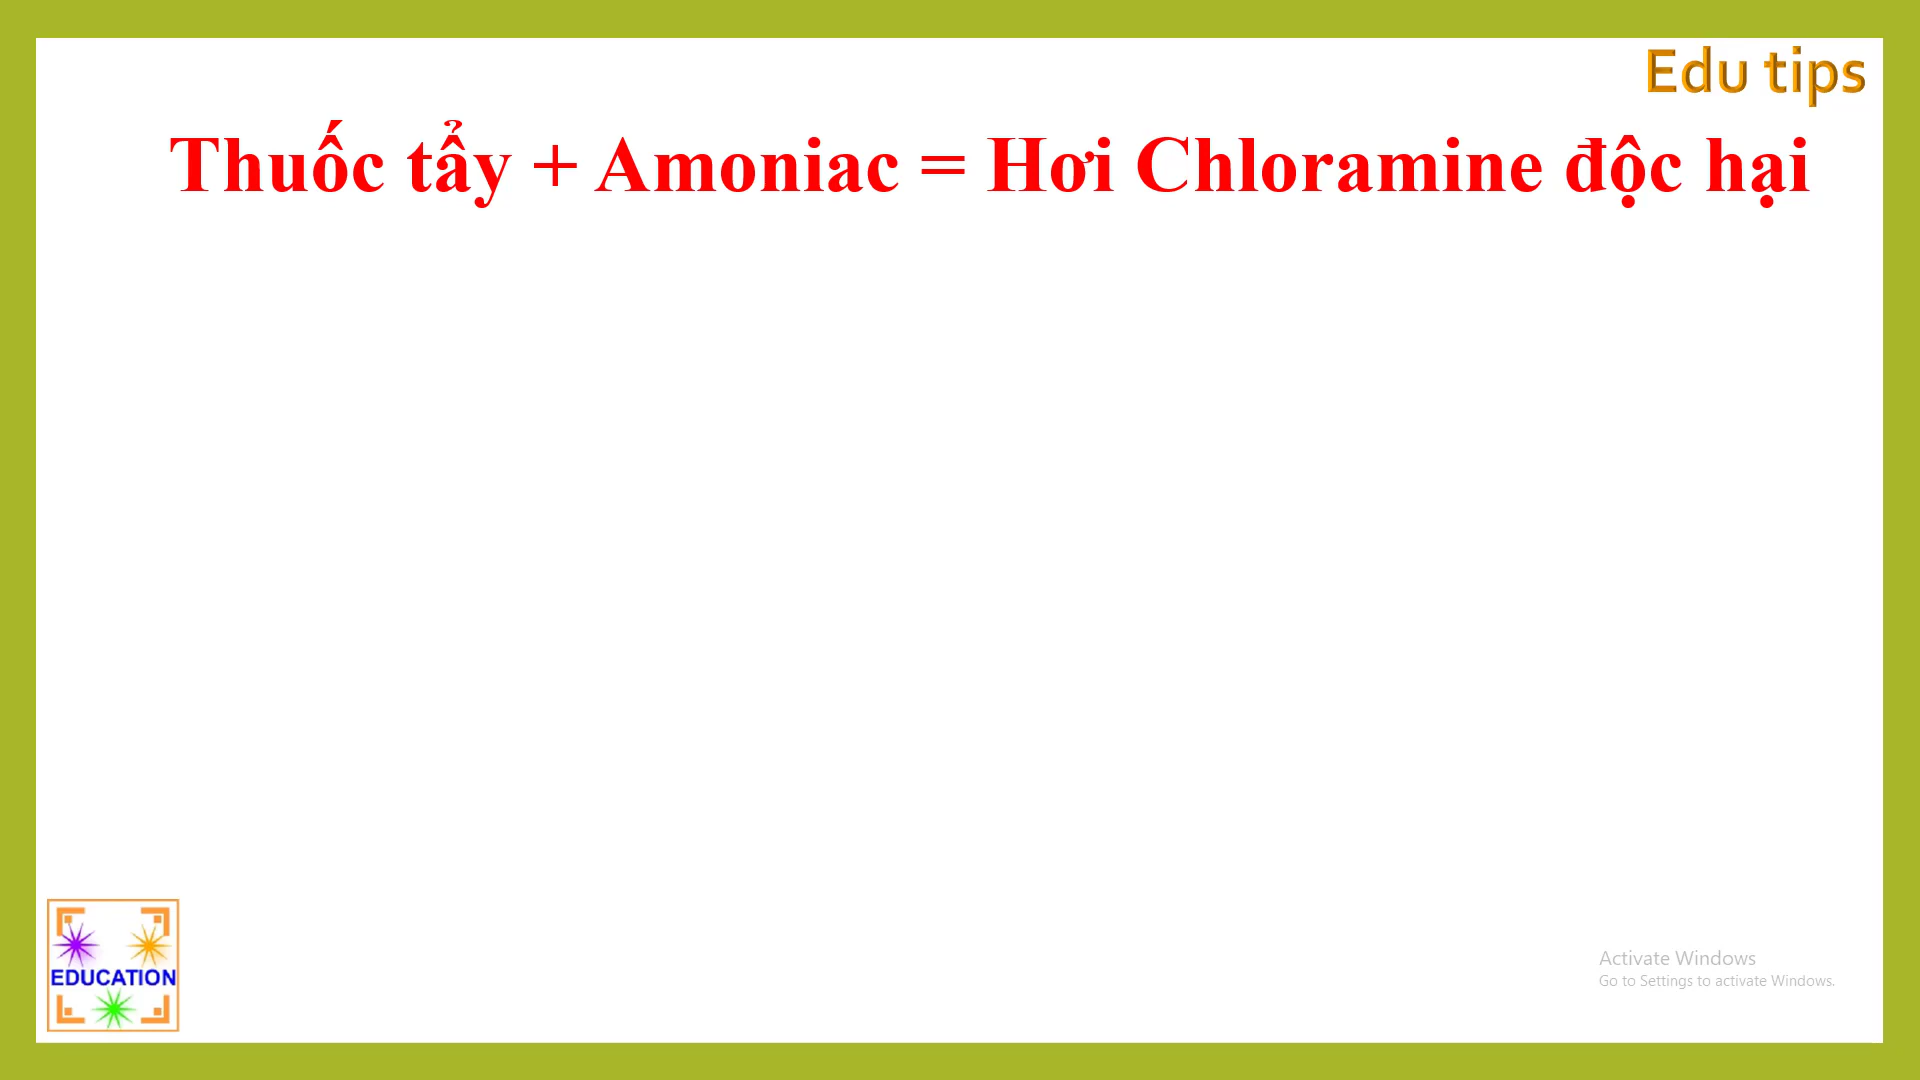 Edu tips
Thuốc tẩy + Amoniac = Hơi Chloramine độc hại
EDUCATION
Activate Windows
Go to Settings to activate Windows.